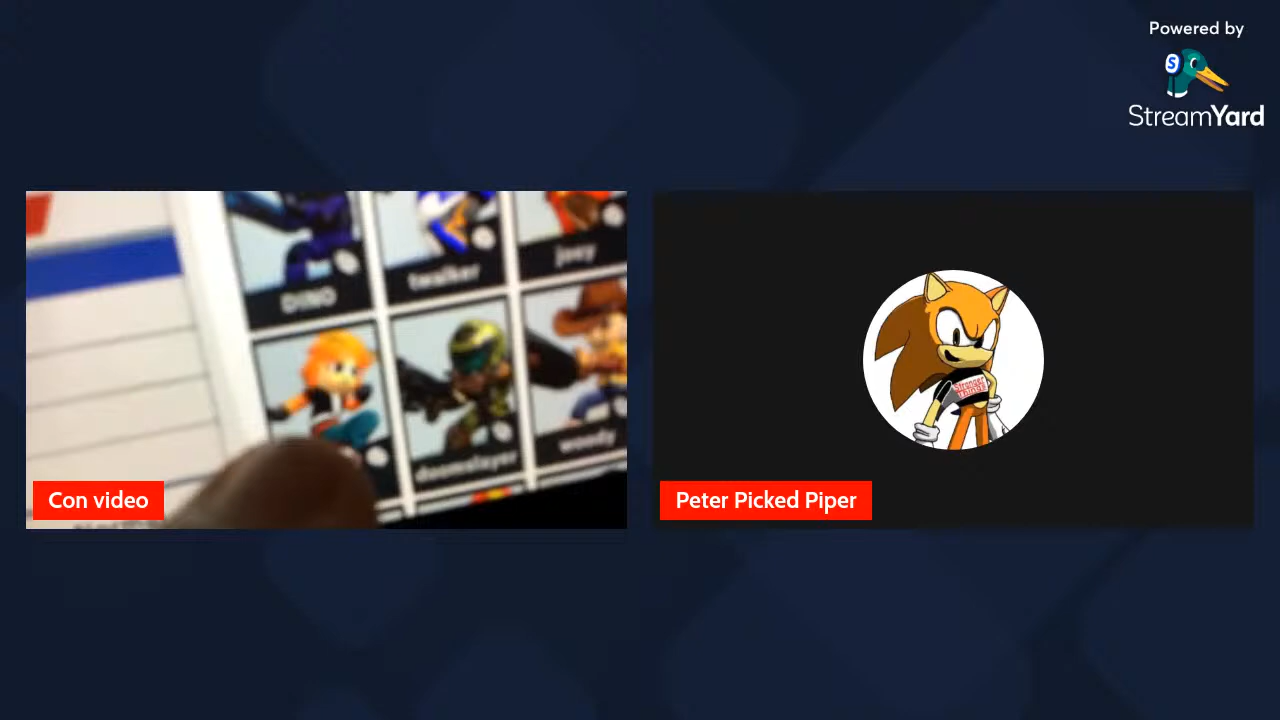 Powered by
S
StreamYard
DINO
twalker
joey
doomslayer
woody
Con video
Peter Picked Piper